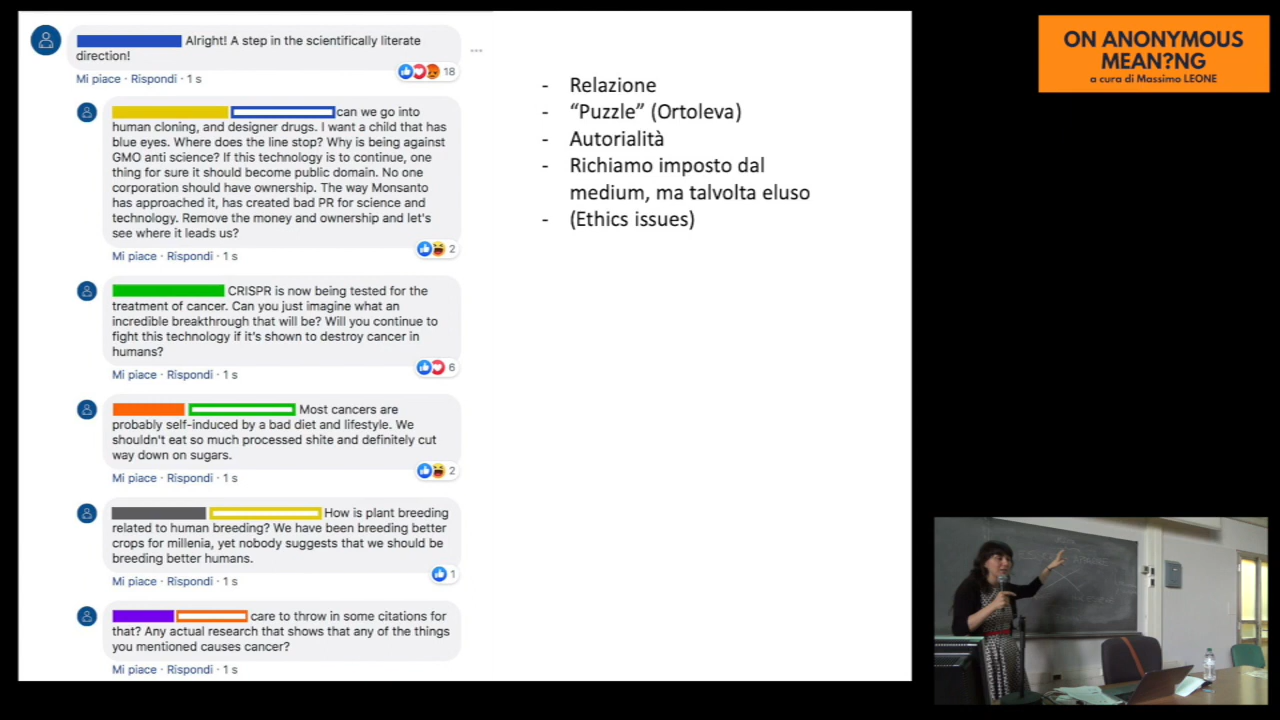 Alright! A step in the scientifically literate
direction!
Mi piace · Rispondi · 1 s
18
can we go into
human cloning, and designer drugs. I want a child that has
blue eyes. Where does the line stop? Why is being against
GMO anti science? If this technology is to continue, one
thing for sure it should become public domain. No one
corporation should have ownership. The way Monsanto
has approached it, has created bad PR for science and
technology. Remove the money and ownership and let's
see where it leads us?
2
Mi piace · Rispondi · 1 s
CRISPR is now being tested for the
treatment of cancer. Can you just imagine what an
incredible breakthrough that will be? Will you continue to
fight this technology if it's shown to destroy cancer in
humans?
6
Mi piace · Rispondi · 1 s
Most cancers are
probably self-induced by a bad diet and lifestyle. We
shouldn't eat so much processed shite and definitely cut
way down on sugars.
2
Mi piace · Rispondi · 1 s
How is plant breeding
related to human breeding? We have been breeding better
crops for millenia, yet nobody suggests that we should be
breeding better humans.
1
Mi piace · Rispondi · 1 s
care to throw in some citations for
that? Any actual research that shows that any of the things
you mentioned causes cancer?
Mi piace · Rispondi · 1 s
- Relazione
- “Puzzle” (Ortoleva)
- Autorialità
- Richiamo imposto dal
medium, ma talvolta eluso
- (Ethics issues)
ON ANONYMOUS
MEAN?NG
a cura di Massimo LEONE